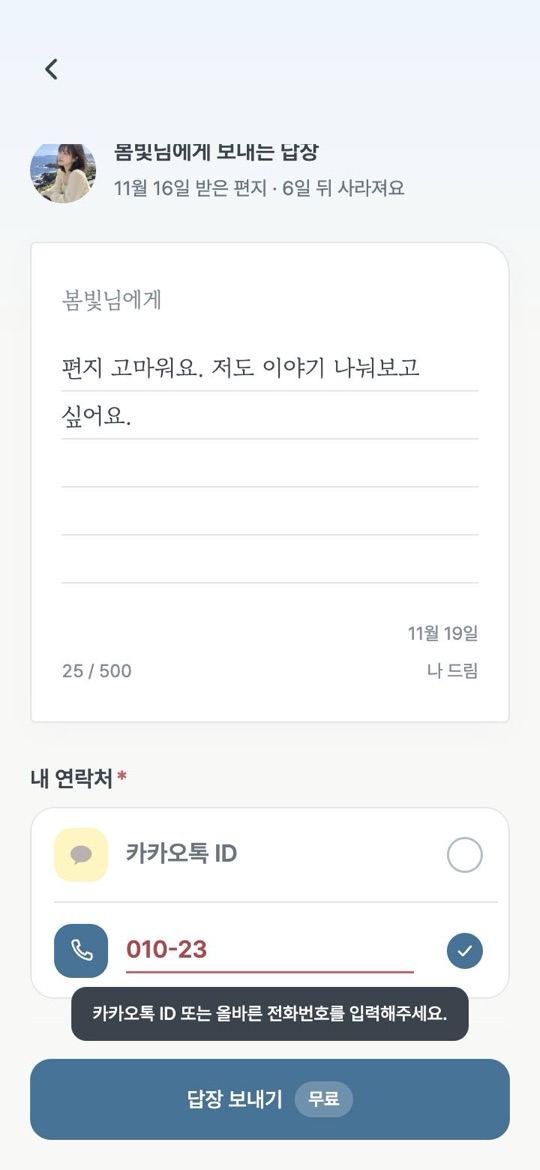 봄빛님에게 보내는 답장
11월 16일 받은 편지 · 6일 뒤 사라져요
봄빛님에게
편지 고마워요. 저도 이야기 나눠보고
싶어요.
11월 19일
25 / 500
나 드림
내 연락처 *
카카오톡 ID
010-23
카카오톡 ID 또는 올바른 전화번호를 입력해주세요.
답장 보내기 무료